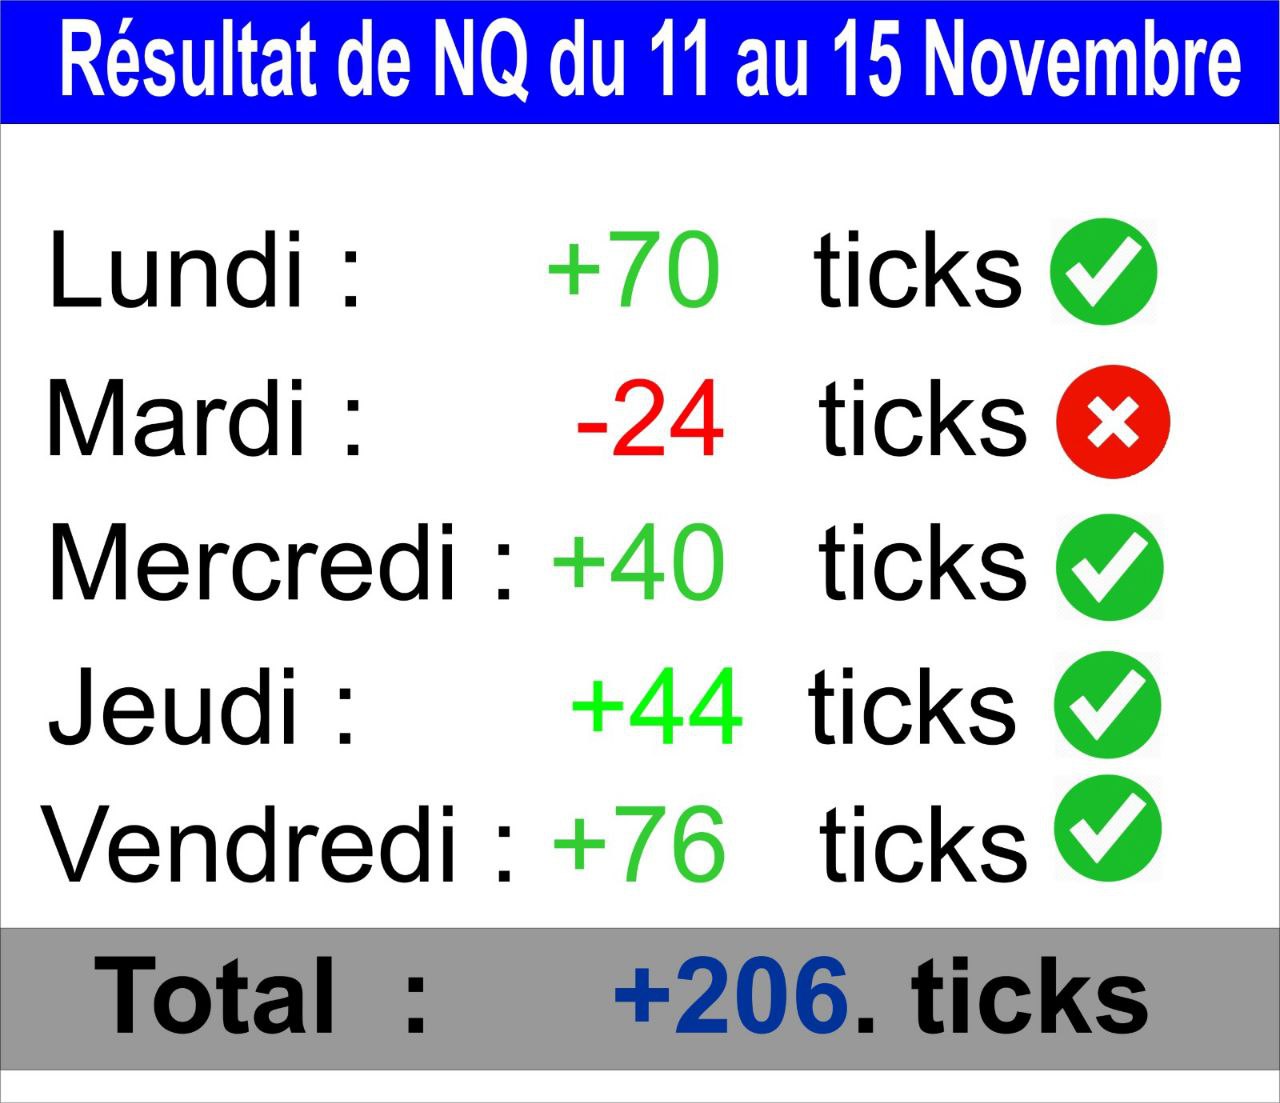 Résultat de NQ du 11 au 15 Novembre
Lundi : +70 ticks
Mardi : -24 ticks
Mercredi : +40 ticks
Jeudi : +44 ticks
Vendredi : +76 ticks
Total : +206. ticks